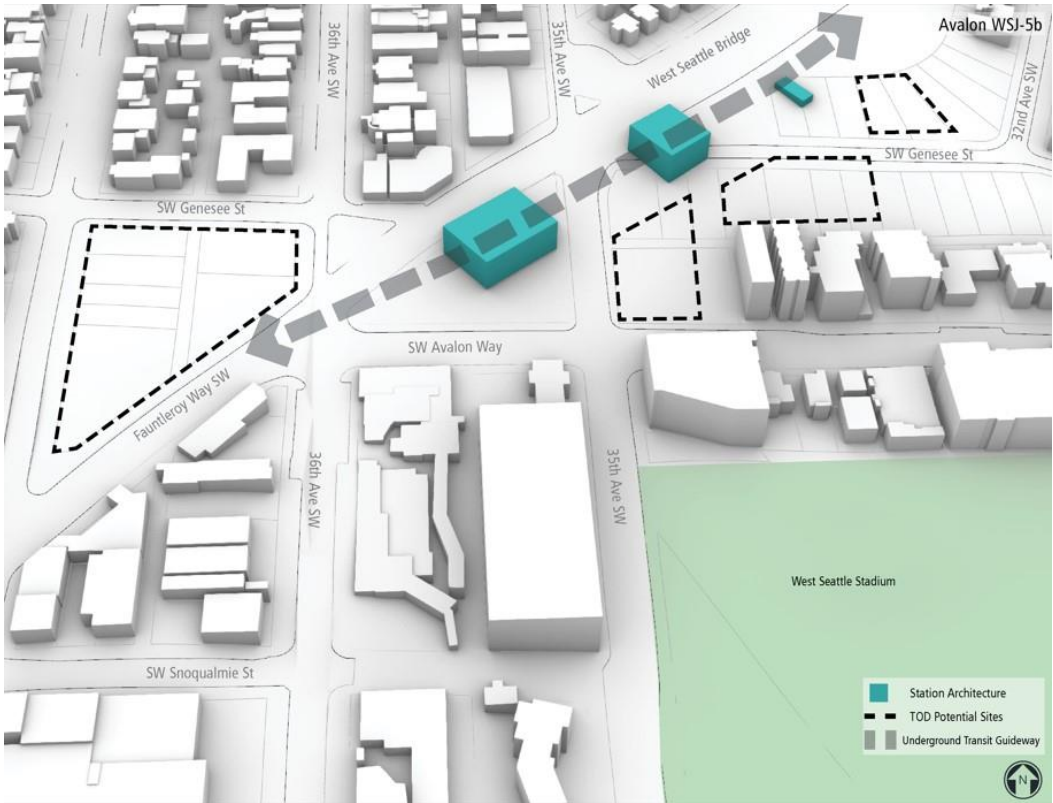 Avalon WSJ-5b
36th Ave SW
35th Ave SW
West Seattle Bridge
32nd Ave SW
SW Genesee St
SW Genesee St
SW Avalon Way
Fauntleroy Way SW
36th Ave SW
35th Ave SW
West Seattle Stadium
SW Snoqualmie St
Station Architecture
TOD Potential Sites
Underground Transit Guideway
N